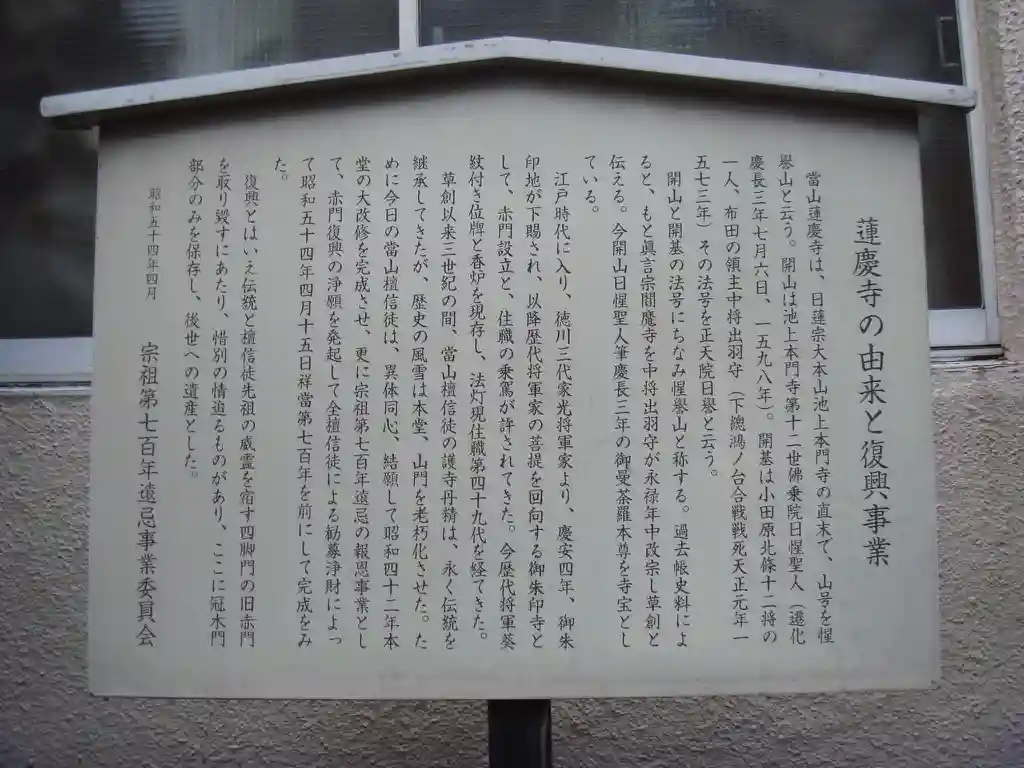 蓮慶寺の由来と復興事業
當山蓮慶寺は、日蓮宗大本山池上本門寺の直末で、山号を惺
譽山と云う。開山は池上本門寺第十二世佛乗院日惺聖人（遷化
慶長三年七月六日、一五九八年）。開基は小田原北條十二将の
一人、布田の領主中将出羽守（下總鴻ノ台合戦戦死天正元年一
五七三年）その法号を正天院日譽と云う。
開山と開基の法号にちなみ惺譽山と称する。過去帳史料によ
ると、もと眞言宗閻魔寺を中将出羽守が永禄年中改宗し草創と
伝える。今開山日惺聖人筆慶長三年の御曼荼羅本尊を寺宝とし
ている。
江戸時代に入り、徳川三代家光将軍家より、慶安四年、御朱
印地が下賜され、以降歴代将軍家の菩提を回向する御朱印寺と
して、赤門設立と、住職の乗駕が許されてきた。今歴代将軍葵
紋付き位牌と香炉を現存し、法灯現住職第四十九代を経てきた。
草創以来三世紀の間、當山檀信徒の護寺丹精は、永く伝統を
継承してきたが、歴史の風雪は本堂、山門を老朽化させた。た
めに今日の當山檀信徒は、異体同心、結願して昭和四十二年本
堂の大改修を完成させ、更に宗祖第七百年遠忌の報恩事業とし
て、赤門復興の浄願を発起して全檀信徒による勧募浄財によっ
て昭和五十四年四月十五日祥當第七百年を前にして完成をみ
た。
復興とはいえ伝統と檀信徒先祖の威霊を宿す四脚門の旧赤門
を取り毀すにあたり、惜別の情迫るものがあり、ここに冠木門
部分のみを保存し、後世への遺産とした。
昭和五十四年四月
宗祖第七百年遠忌事業委員会